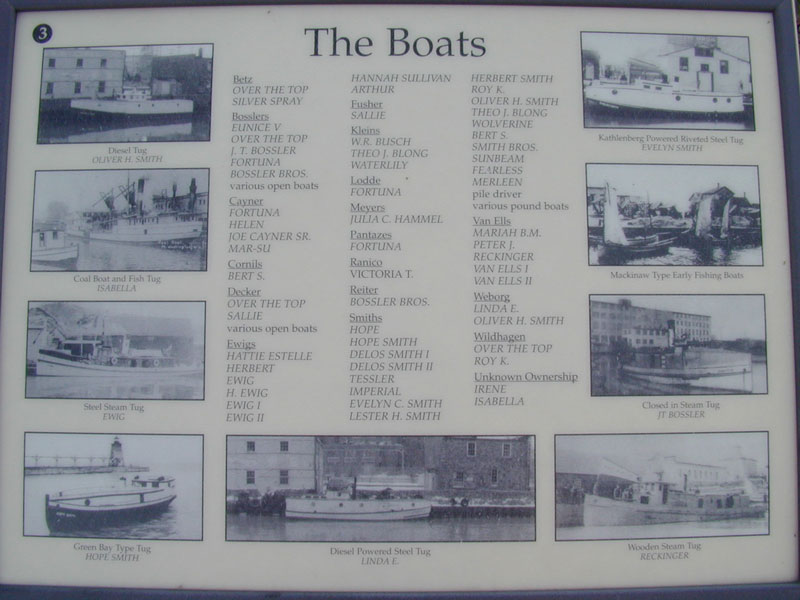 3
The Boats
Diesel Tug
OLIVER H. SMITH
Coal Boat and Fish Tug
ISABELLA
Steel Steam Tug
EWIG
Green Bay Type Tug
HOPE SMITH
Betz
OVER THE TOP
SILVER SPRAY
Bosslers
EUNICE V
OVER THE TOP
J. T. BOSSLER
FORTUNA
BOSSLER BROS.
various open boats
Cayner
FORTUNA
HELEN
JOE CAYNER SR.
MAR-SU
Cornils
BERT S.
Decker
OVER THE TOP
SALLIE
various open boats
Ewigs
HATTIE ESTELLE
HERBERT
EWIG
H. EWIG
EWIG I
EWIG II
HANNAH SULLIVAN
ARTHUR
Fusher
SALLIE
Kleins
W.R. BUSCH
THEO J. BLONG
WATERLILY
Lodde
FORTUNA
Meyers
JULIA C. HAMMEL
Pantazes
FORTUNA
Ranico
VICTORIA T.
Reiter
BOSSLER BROS.
Smiths
HOPE
HOPE SMITH
DELOS SMITH I
DELOS SMITH II
TESSLER
IMPERIAL
EVELYN C. SMITH
LESTER H. SMITH
HERBERT SMITH
ROY K.
OLIVER H. SMITH
THEO J. BLONG
WOLVERINE
BERT S.
SMITH BROS.
SUNBEAM
FEARLESS
MERLEEN
pile driver
various pound boats
Van Ells
MARIAH B.M.
PETER J.
RECKINGER
VAN ELLS I
VAN ELLS II
Weborg
LINDA E.
OLIVER H. SMITH
Wildhagen
OVER THE TOP
ROY K.
Unknown Ownership
IRENE
ISABELLA
Kathlenberg Powered Riveted Steel Tug
EVELYN SMITH
Mackinaw Type Early Fishing Boats
Closed in Steam Tug
JT BOSSLER
Diesel Powered Steel Tug
LINDA E.
Wooden Steam Tug
RECKINGER